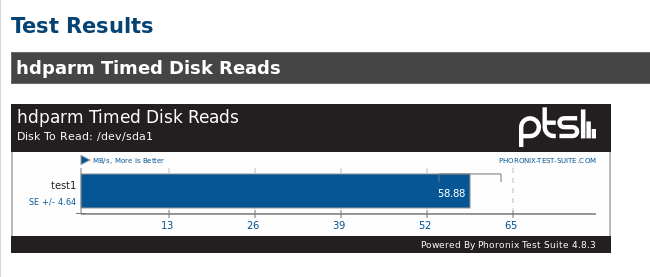 Test Results
hdparm Timed Disk Reads
hdparm Timed Disk Reads
Disk To Read: /dev/sda1
pts
MB/s, More Is Better
PHORONIX-TEST-SUITE.COM
test1
SE +/- 4.64
58.88
13 26 39 52 65
Powered By Phoronix Test Suite 4.8.3